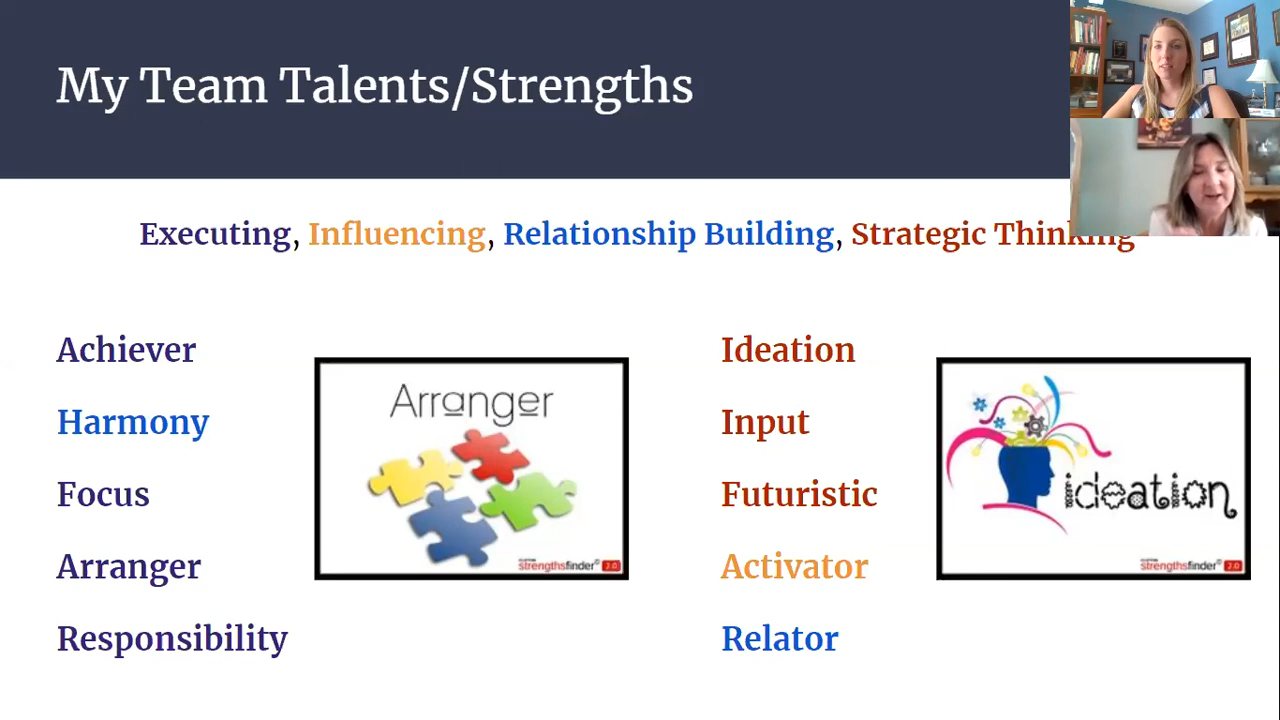 My Team Talents/Strengths
Executing, Influencing, Relationship Building, Strategic Thinking
Achiever
Harmony
Focus
Arranger
Responsibility
Arranger
strengthsfinder 2.0
Ideation
Input
Futuristic
Activator
Relator
ideation
strengthsfinder 2.0